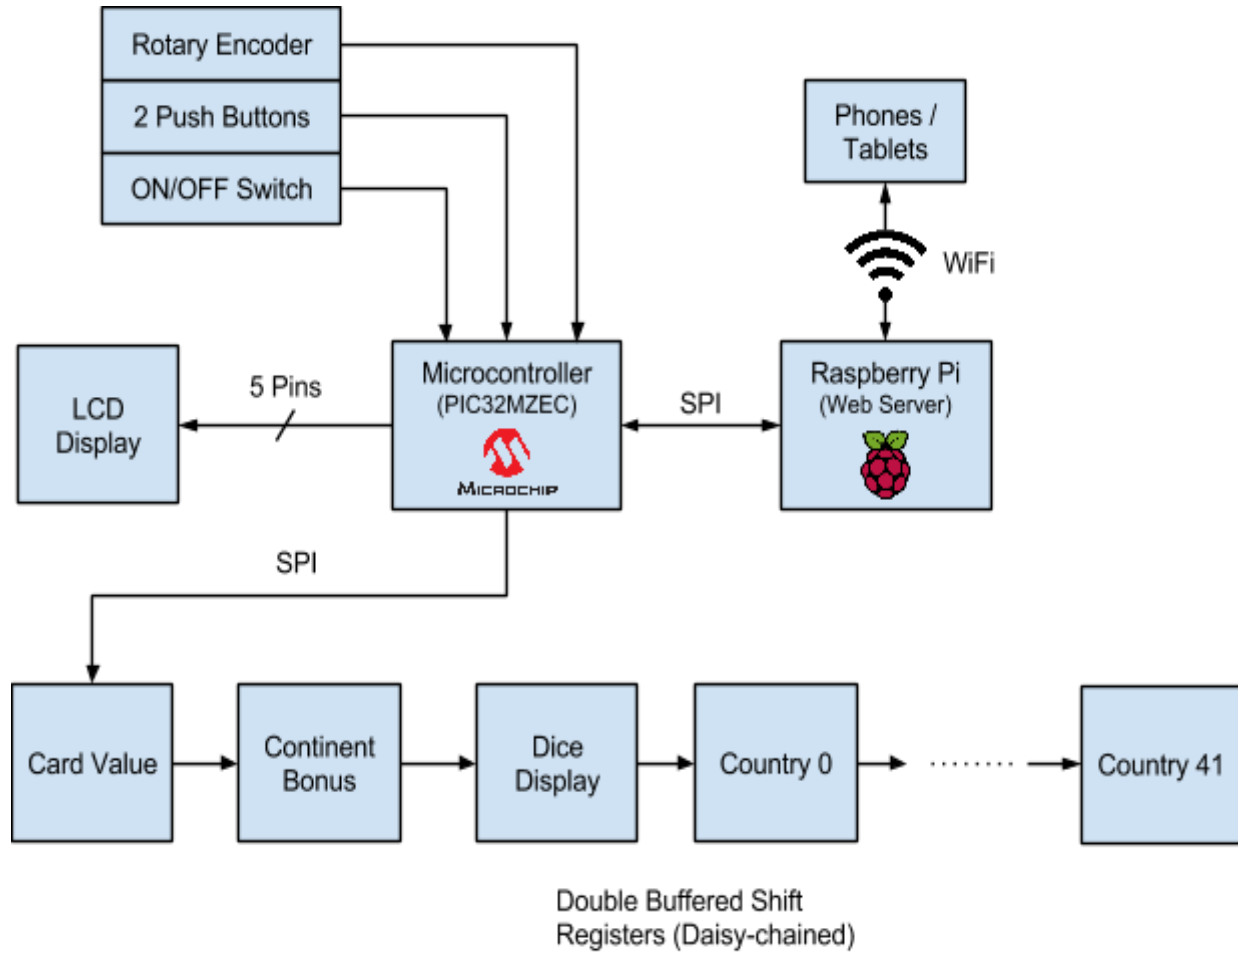 Rotary Encoder
2 Push Buttons
ON/OFF Switch
Phones /
Tablets
WiFi
LCD
Display
5 Pins
Microcontroller
(PIC32MZEC)
MICROCHIP
SPI
Raspberry Pi
(Web Server)
SPI
Card Value
Continent
Bonus
Dice
Display
Country 0
........
Country 41
Double Buffered Shift
Registers (Daisy-chained)